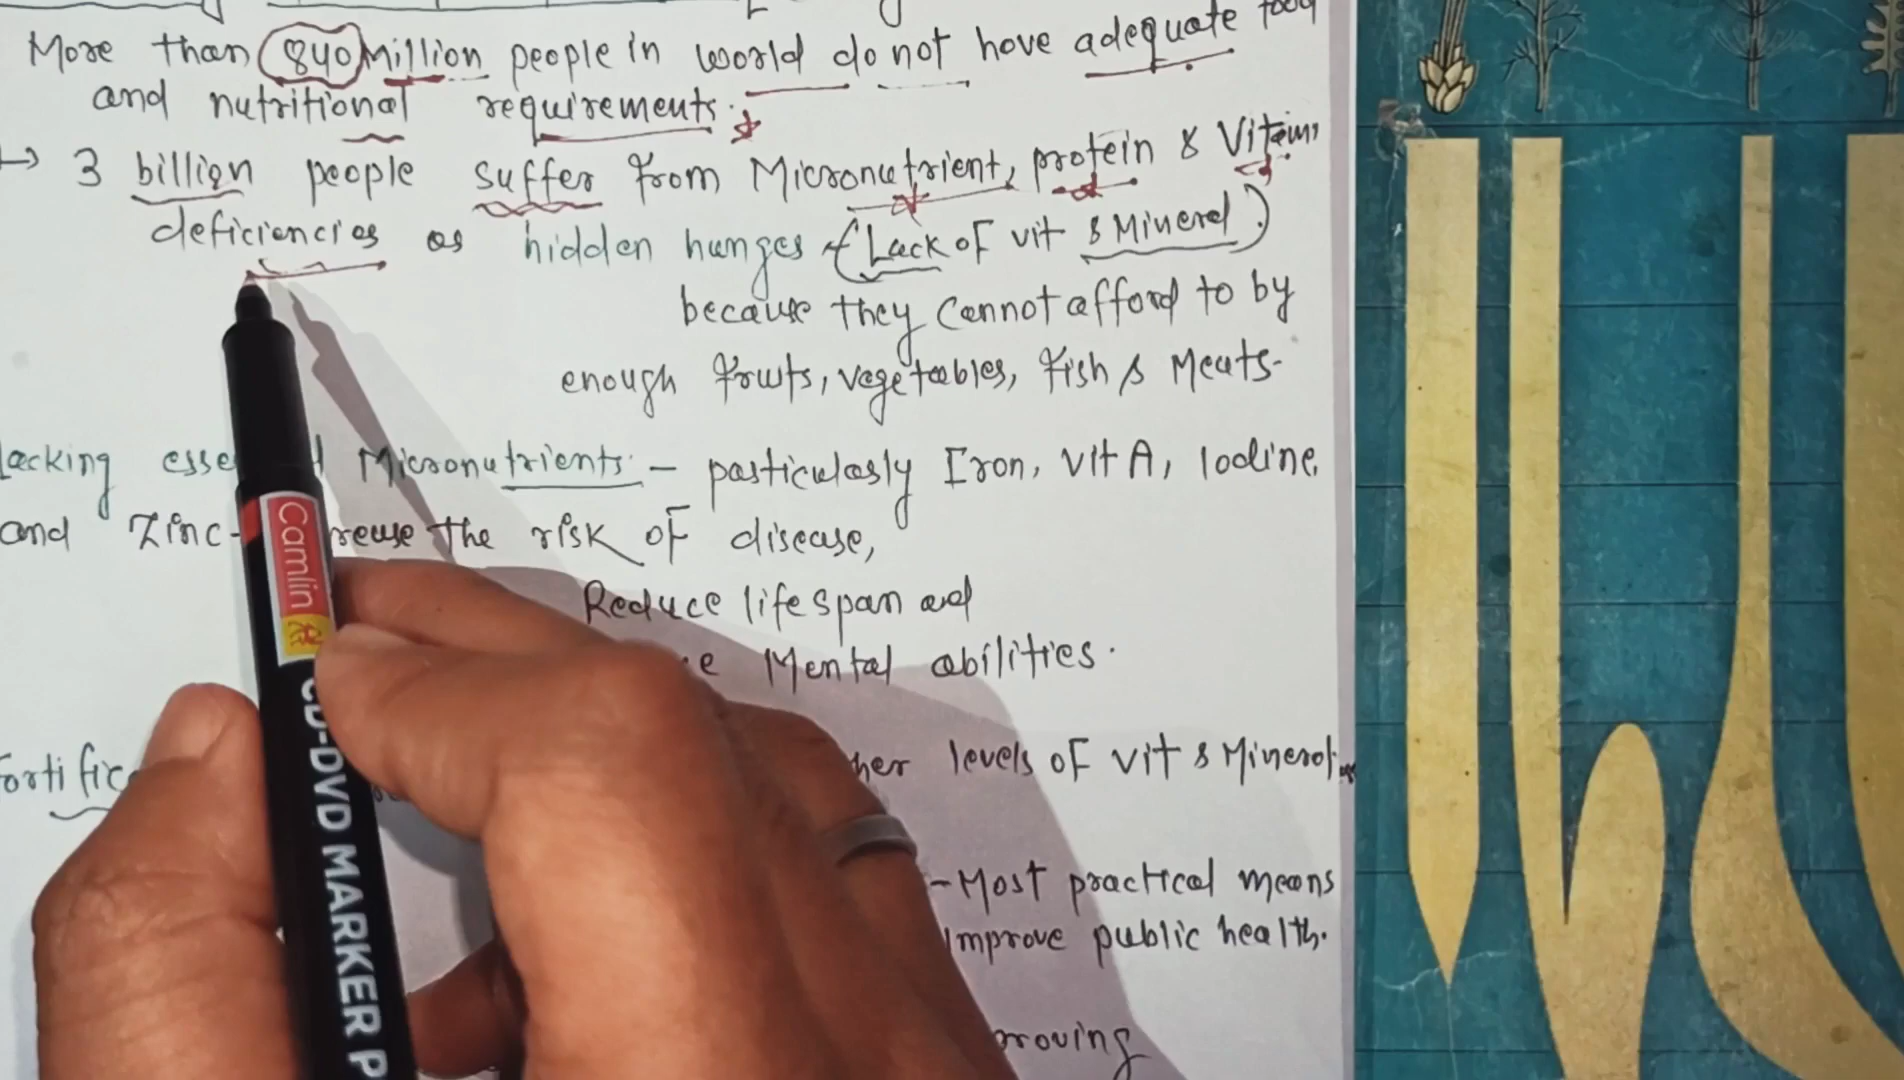 More than 840 Million people in world do not have adequate food
and nutritional requirements.
→ 3 billion people suffer from Micronutrient, protein & Vitamin
deficiencies as hidden hunger (Lack of vit & Mineral)
because they cannot afford to by
enough fruits, vegetables, fish & Meats.
Lacking Micronutrients - particularly Iron, vit A, Iodine,
and Zinc- the risk of disease,
Reduce lifespan and
Mental abilities.
levels of vit & Mineral
- Most practical means
Improve public health.
proving
Camlin
CD-DVD MARKER P